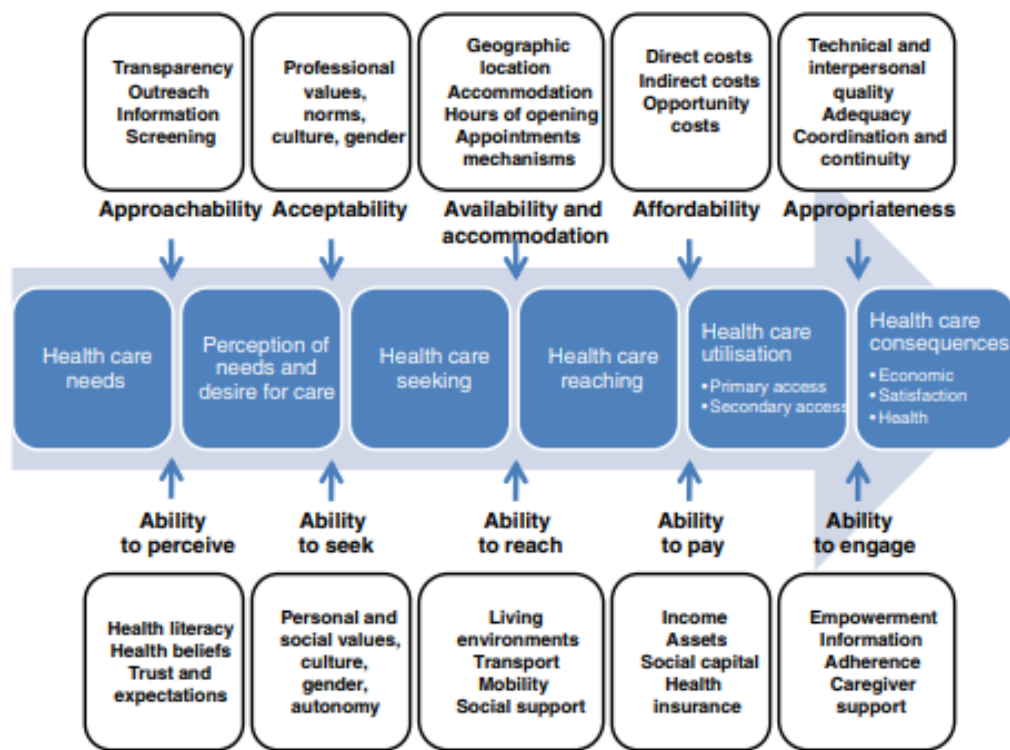 Transparency
Outreach
Information
Screening
Professional
values,
norms,
culture, gender
Geographic
location
Accommodation
Hours of opening
Appointments
mechanisms
Direct costs
Indirect costs
Opportunity
costs
Technical and
interpersonal
quality
Adequacy
Coordination and
continuity
Approachability
Acceptability
Availability and
accommodation
Affordability
Appropriateness
Health care
needs
Perception of
needs and
desire for care
Health care
seeking
Health care
reaching
Health care
utilisation
• Primary access
• Secondary access
Health care
consequences
• Economic
• Satisfaction
• Health
Ability
to perceive
Ability
to seek
Ability
to reach
Ability
to pay
Ability
to engage
Health literacy
Health beliefs
Trust and
expectations
Personal and
social values,
culture,
gender,
autonomy
Living
environments
Transport
Mobility
Social support
Income
Assets
Social capital
Health
insurance
Empowerment
Information
Adherence
Caregiver
support